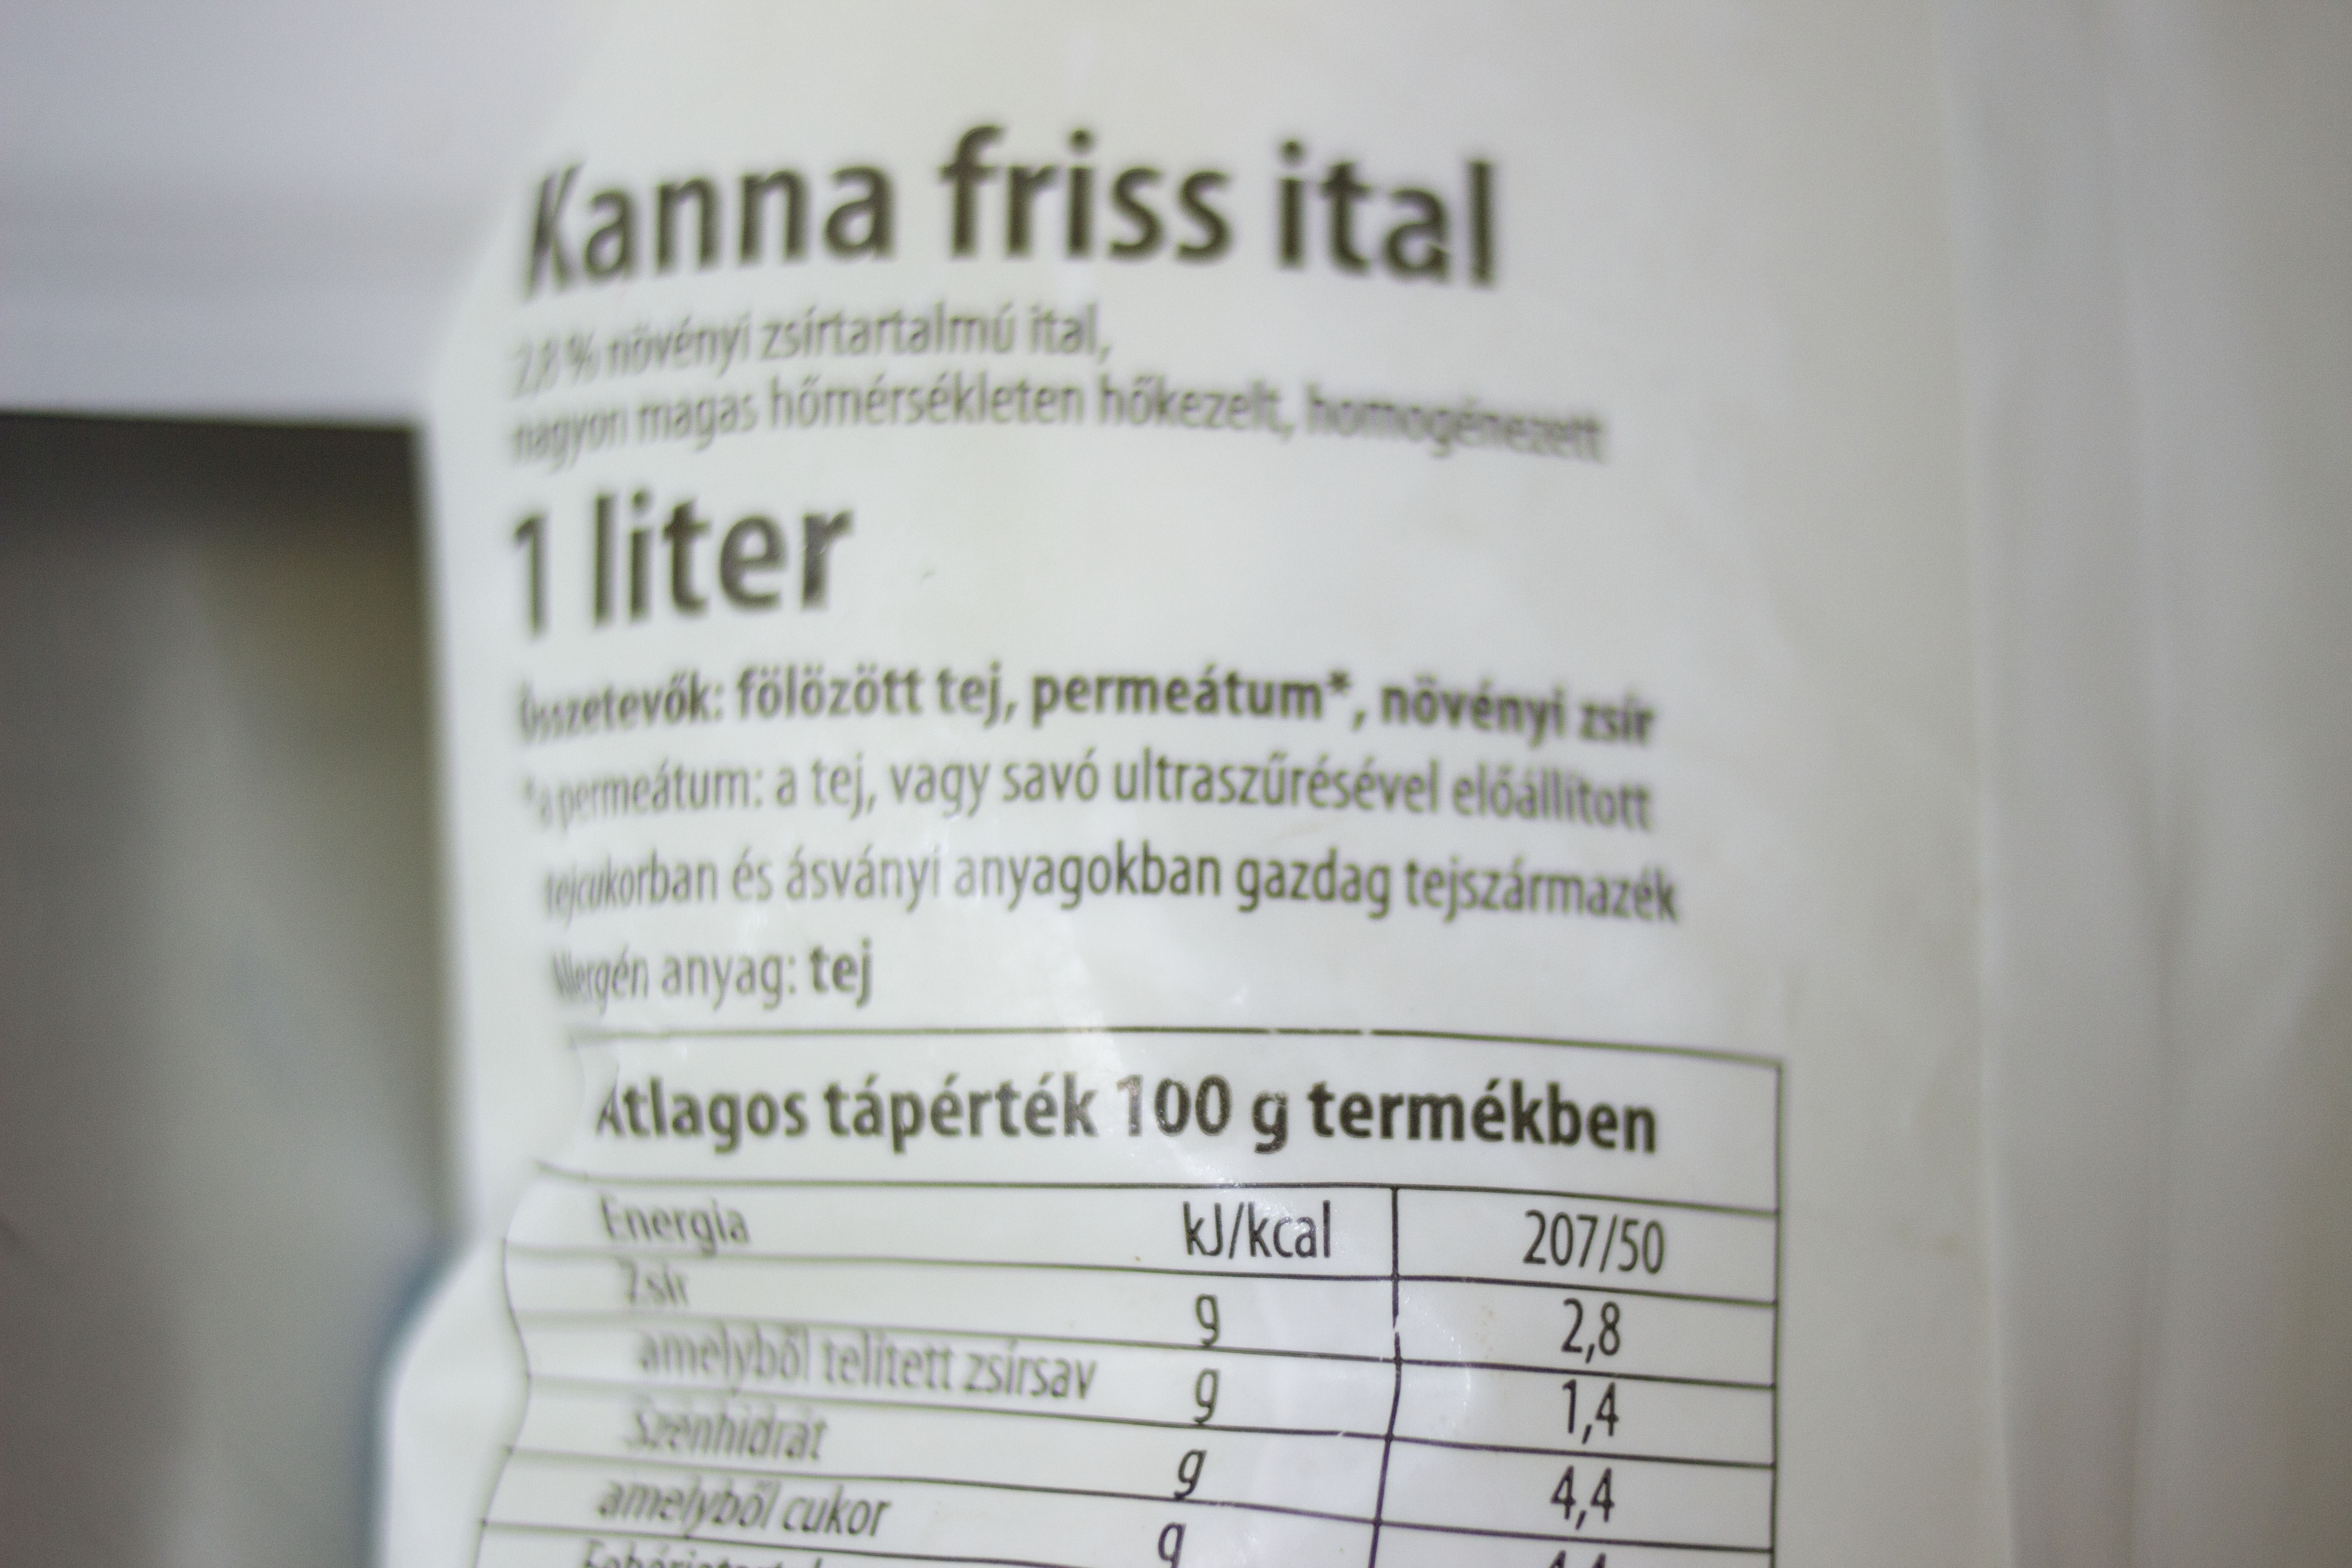 Kanna friss ital
2,8 % növényi zsírtartalmú ital,
nagyon magas hőmérsékleten hőkezelt, homogénezett
1 liter
Összetevők: fölözött tej, permeátum*, növényi zsír
*a permeátum: a tej, vagy savó ultraszűrésével előállított
tejcukorban és ásványi anyagokban gazdag tejszármazék
Allergén anyag: tej
Átlagos tápérték 100 g termékben
Energia kJ/kcal 207/50
Zsír g 2,8
amelyből telített zsírsav g 1,4
Szénhidrát g 4,4
amelyből cukor g